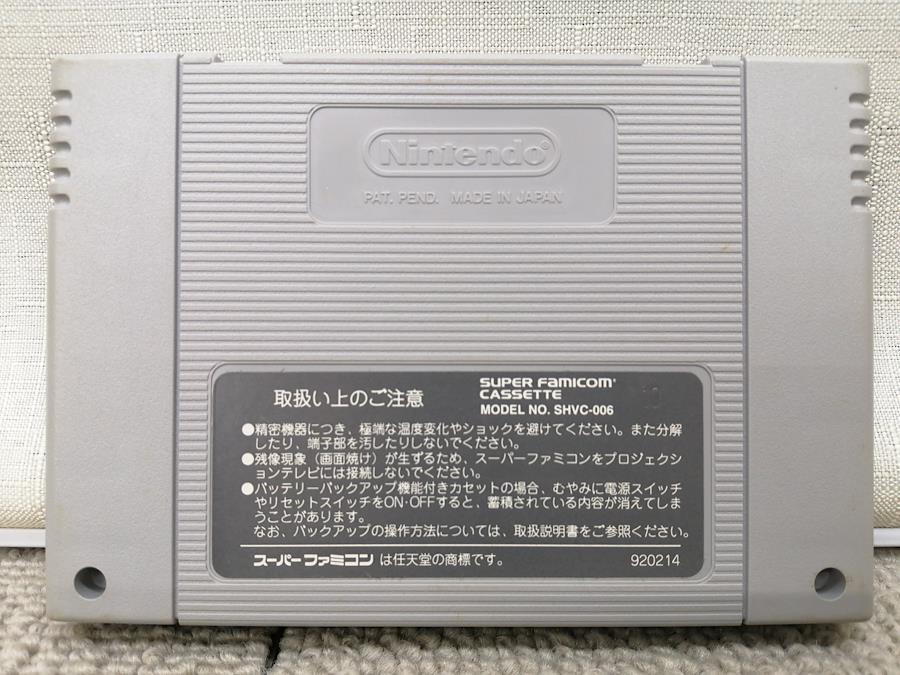 Nintendo®
PAT. PEND. MADE IN JAPAN
取扱い上のご注意
SUPER FAMICOM®
CASSETTE
MODEL NO. SHVC-006
●精密機器につき、極端な温度変化やショックを避けてください。また分解
したり、端子部を汚したりしないでください。
●残像現象(画面焼け)が生ずるため、スーパーファミコンをプロジェクシ
ョンテレビには接続しないでください。
●バッテリーバックアップ機能付きカセットの場合、むやみに電源スイッチ
やリセットスイッチをON・OFFすると、蓄積されている内容が消えてしま
うことがあります。
なお、バックアップの操作方法については、取扱説明書をご参照ください。
スーパーファミコン は任天堂の商標です。
920214